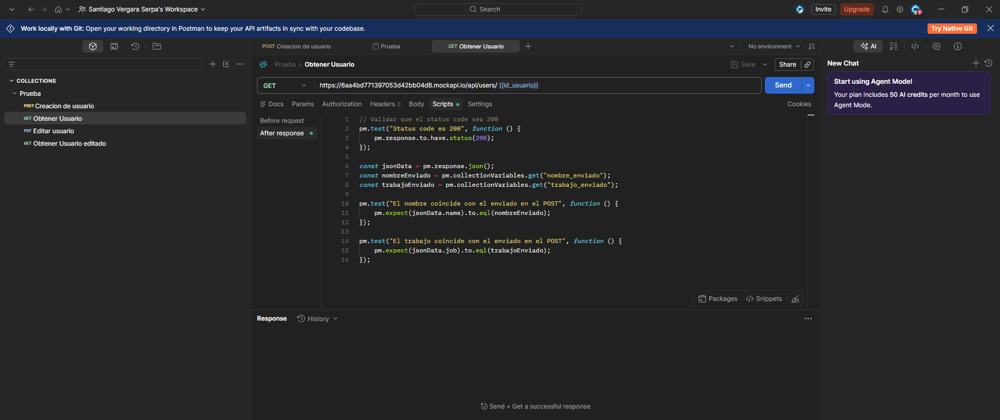 Santiago Vergara Serpa's Workspace
Search
Invite
Upgrade
Work locally with Git: Open your working directory in Postman to keep your API artifacts in sync with your codebase.
Try Native Git
COLLECTIONS
Prueba
POST Creacion de usuario
GET Obtener Usuario
PUT Editar usuario
GET Obtener Usuario editado
POST Creacion de usuario
Prueba
GET Obtener Usuario
No environment
HTTP Prueba > Obtener Usuario
Save
Share
GET
https://6aa4bd771397053d42bb04d8.mockapi.io/api/users/ {{id_usuario}}
Send
Docs
Params
Authorization
Headers 6
Body
Scripts
Settings
Cookies
Before request
After response
1 // Validar que el status code sea 200
2 pm.test("Status code es 200", function () {
3 pm.response.to.have.status(200);
4 });
5
6 const jsonData = pm.response.json();
7 const nombreEnviado = pm.collectionVariables.get("nombre_enviado");
8 const trabajoEnviado = pm.collectionVariables.get("trabajo_enviado");
9
10 pm.test("El nombre coincide con el enviado en el POST", function () {
11 pm.expect(jsonData.name).to.eql(nombreEnviado);
12 });
13
14 pm.test("El trabajo coincide con el enviado en el POST", function () {
15 pm.expect(jsonData.job).to.eql(trabajoEnviado);
16 });
Packages
Snippets
Response
History
Send + Get a successful response
AI
New Chat
Start using Agent Mode!
Your plan includes 50 AI credits per month to use
Agent Mode.